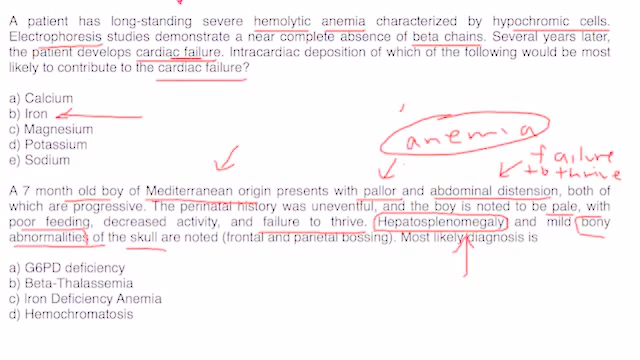 A patient has long-standing severe hemolytic anemia characterized by hypochromic cells.
Electrophoresis studies demonstrate a near complete absence of beta chains. Several years later,
the patient develops cardiac failure. Intracardiac deposition of which of the following would be most
likely to contribute to the cardiac failure?
a) Calcium
b) Iron
c) Magnesium
d) Potassium
e) Sodium
anemia
failure
to thrive
A 7 month old boy of Mediterranean origin presents with pallor and abdominal distension, both of
which are progressive. The perinatal history was uneventful, and the boy is noted to be pale, with
poor feeding, decreased activity, and failure to thrive. Hepatosplenomegaly and mild bony
abnormalities of the skull are noted (frontal and parietal bossing). Most likely diagnosis is
a) G6PD deficiency
b) Beta-Thalassemia
c) Iron Deficiency Anemia
d) Hemochromatosis